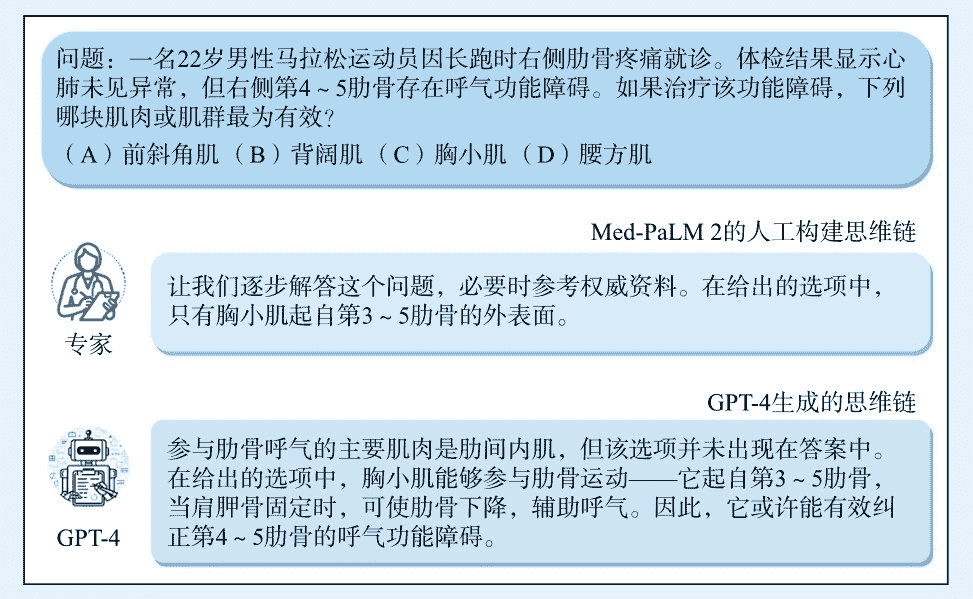 问题：一名22岁男性马拉松运动员因长跑时右侧肋骨疼痛就诊。体检结果显示心
肺未见异常，但右侧第4～5肋骨存在呼气功能障碍。如果治疗该功能障碍，下列
哪块肌肉或肌群最为有效？
（A）前斜角肌（B）背阔肌（C）胸小肌（D）腰方肌
Med-PaLM 2的人工构建思维链
让我们逐步解答这个问题，必要时参考权威资料。在给出的选项中，
只有胸小肌起自第3～5肋骨的外表面。
专家
GPT-4生成的思维链
参与肋骨呼气的主要肌肉是肋间内肌，但该选项并未出现在答案中。
在给出的选项中，胸小肌能够参与肋骨运动——它起自第3～5肋骨，
当肩胛骨固定时，可使肋骨下降，辅助呼气。因此，它或许能有效纠
正第4～5肋骨的呼气功能障碍。
GPT-4